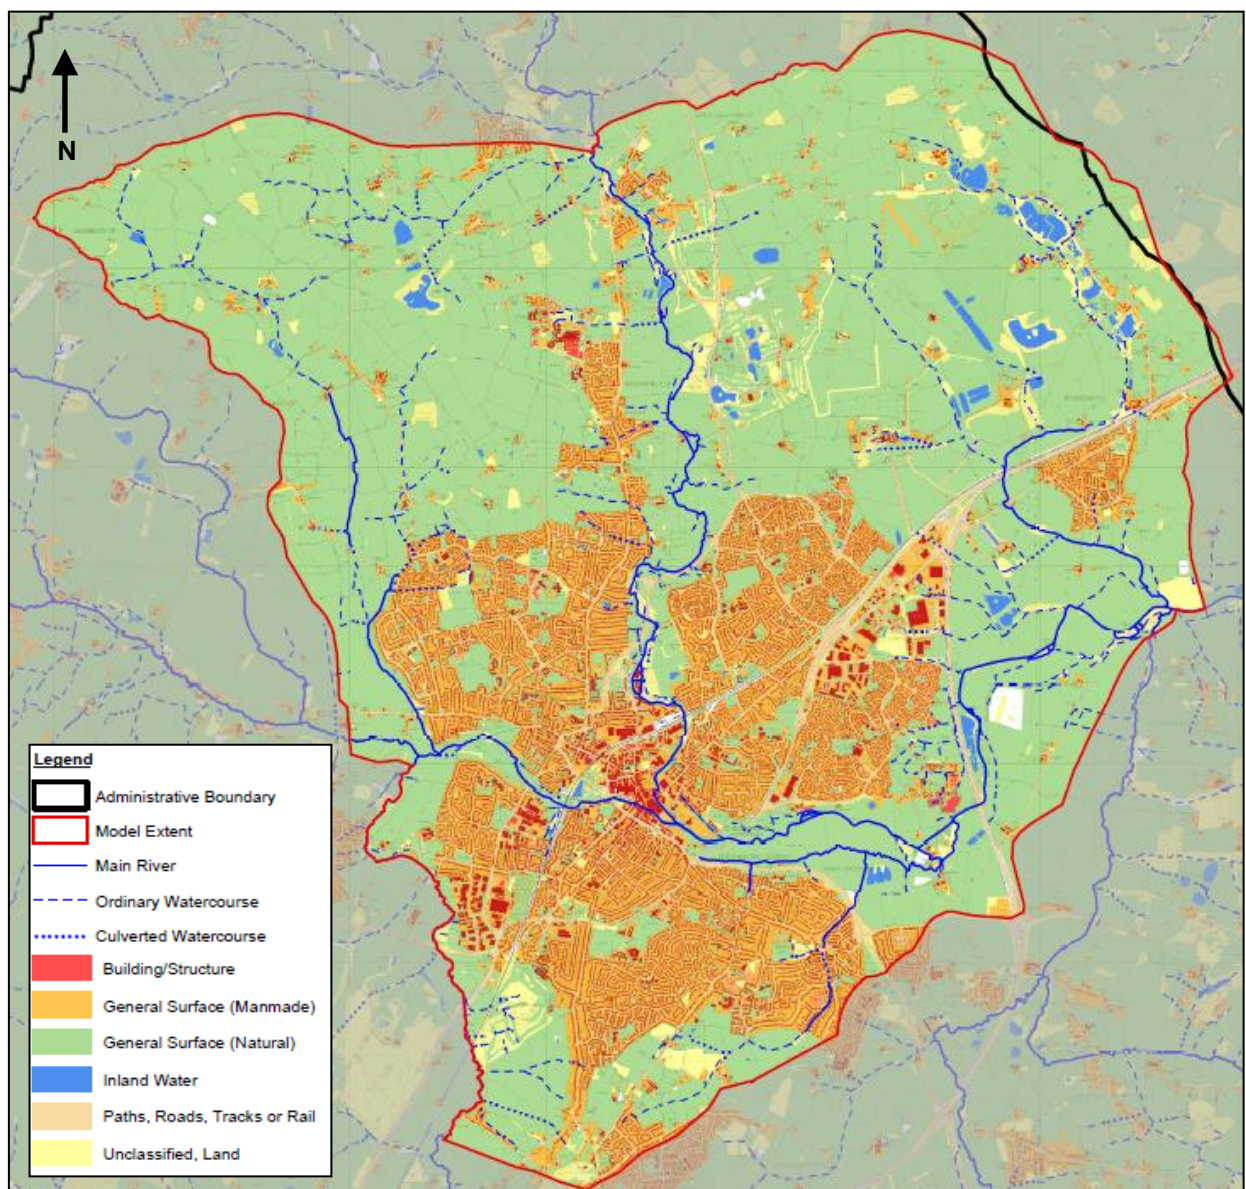 N
Legend
Administrative Boundary
Model Extent
Main River
Ordinary Watercourse
Culverted Watercourse
Building/Structure
General Surface (Manmade)
General Surface (Natural)
Inland Water
Paths, Roads, Tracks or Rail
Unclassified, Land